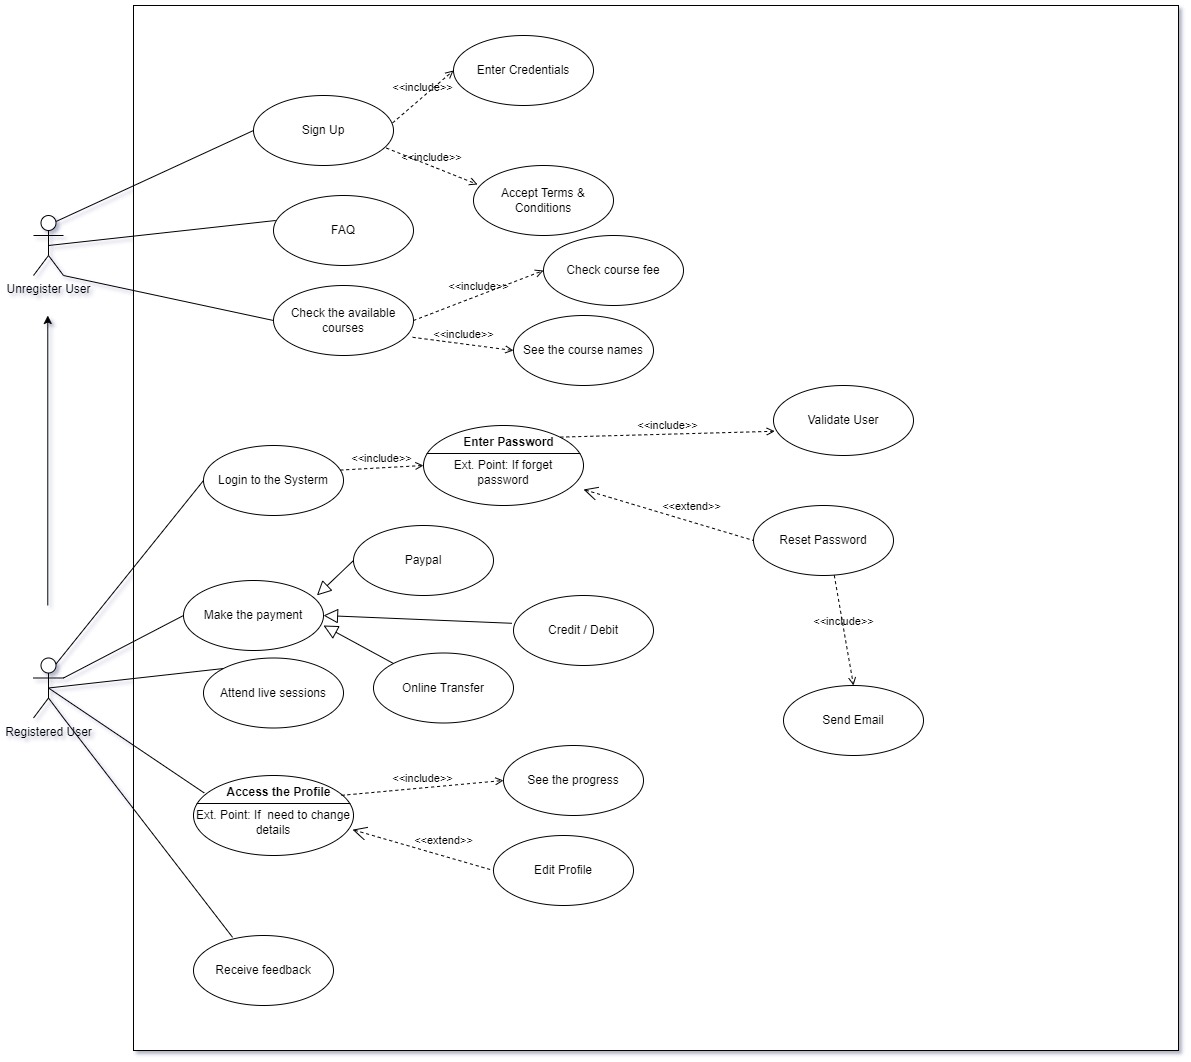 Enter Credentials
<<include>>
Sign Up
<<include>>
Accept Terms &
Conditions
FAQ
Unregister User
Check course fee
<<include>>
Check the available
courses
<<include>>
See the course names
Validate User
<<include>>
Enter Password
Ext. Point: If forget
password
<<include>>
Login to the Systerm
<<extend>>
Reset Password
Paypal
Make the payment
Credit / Debit
<<include>>
Online Transfer
Attend live sessions
Send Email
Registered User
See the progress
<<include>>
Access the Profile
Ext. Point: If  need to change
details
<<extend>>
Edit Profile
Receive feedback